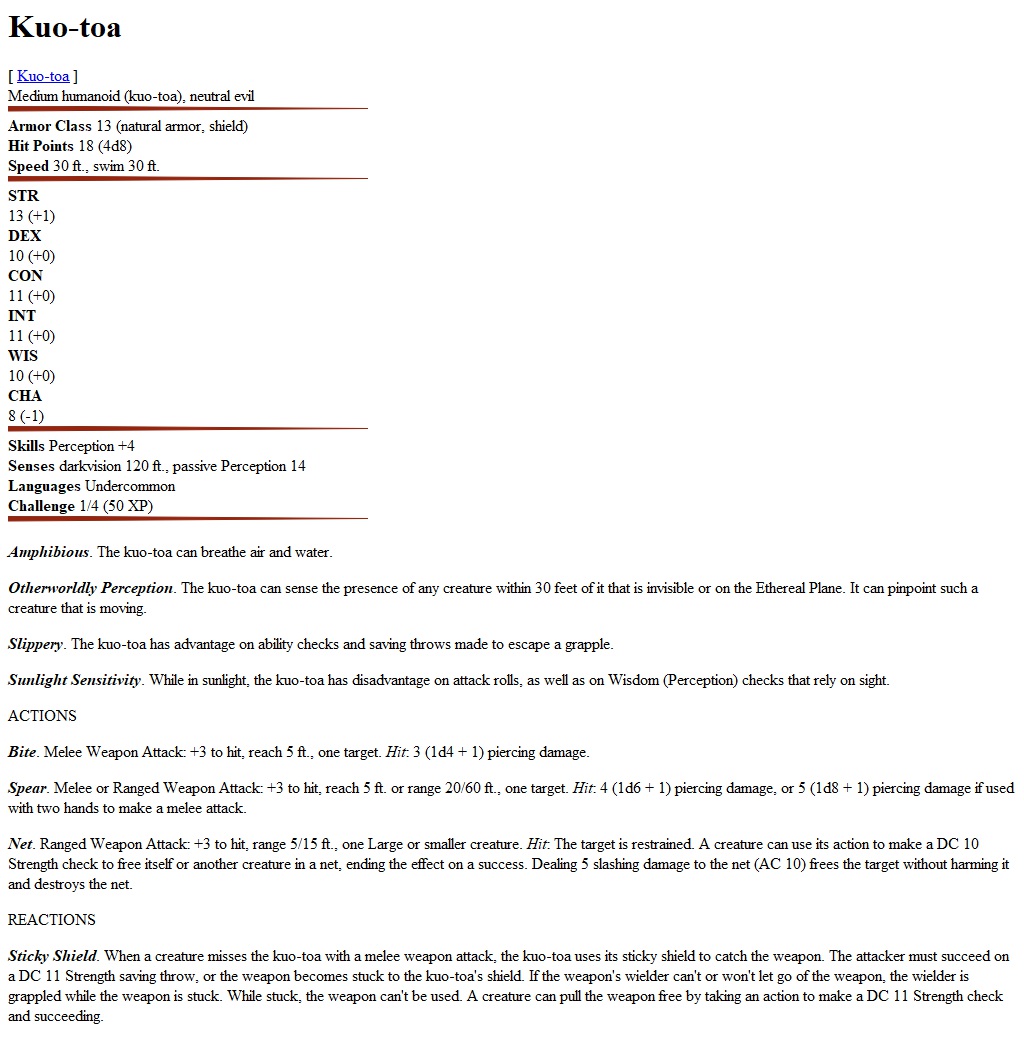 Kuo-toa
[ Kuo-toa ]
Medium humanoid (kuo-toa), neutral evil
Armor Class 13 (natural armor, shield)
Hit Points 18 (4d8)
Speed 30 ft., swim 30 ft.
STR
13 (+1)
DEX
10 (+0)
CON
11 (+0)
INT
11 (+0)
WIS
10 (+0)
CHA
8 (-1)
Skills Perception +4
Senses darkvision 120 ft., passive Perception 14
Languages Undercommon
Challenge 1/4 (50 XP)
Amphibious. The kuo-toa can breathe air and water.
Otherworldly Perception. The kuo-toa can sense the presence of any creature within 30 feet of it that is invisible or on the Ethereal Plane. It can pinpoint such a
creature that is moving.
Slippery. The kuo-toa has advantage on ability checks and saving throws made to escape a grapple.
Sunlight Sensitivity. While in sunlight, the kuo-toa has disadvantage on attack rolls, as well as on Wisdom (Perception) checks that rely on sight.
ACTIONS
Bite. Melee Weapon Attack: +3 to hit, reach 5 ft., one target. Hit: 3 (1d4 + 1) piercing damage.
Spear. Melee or Ranged Weapon Attack: +3 to hit, reach 5 ft. or range 20/60 ft., one target. Hit: 4 (1d6 + 1) piercing damage, or 5 (1d8 + 1) piercing damage if used
with two hands to make a melee attack.
Net. Ranged Weapon Attack: +3 to hit, range 5/15 ft., one Large or smaller creature. Hit: The target is restrained. A creature can use its action to make a DC 10
Strength check to free itself or another creature in a net, ending the effect on a success. Dealing 5 slashing damage to the net (AC 10) frees the target without harming it
and destroys the net.
REACTIONS
Sticky Shield. When a creature misses the kuo-toa with a melee weapon attack, the kuo-toa uses its sticky shield to catch the weapon. The attacker must succeed on
a DC 11 Strength saving throw, or the weapon becomes stuck to the kuo-toa's shield. If the weapon's wielder can't or won't let go of the weapon, the wielder is
grappled while the weapon is stuck. While stuck, the weapon can't be used. A creature can pull the weapon free by taking an action to make a DC 11 Strength check
and succeeding.